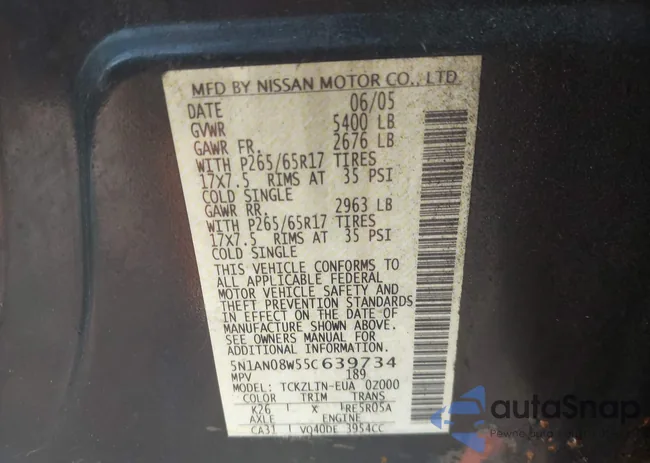 MFD BY NISSAN MOTOR CO., LTD.
DATE 06/05
GVWR 5400 LB
GAWR FR. 2676 LB
WITH P265/65R17 TIRES
17X7.5 RIMS AT 35 PSI
COLD SINGLE
GAWR RR. 2963 LB
WITH P265/65R17 TIRES
17X7.5 RIMS AT 35 PSI
COLD SINGLE
THIS VEHICLE CONFORMS TO
ALL APPLICABLE FEDERAL
MOTOR VEHICLE SAFETY AND
THEFT PREVENTION STANDARDS
IN EFFECT ON THE DATE OF
MANUFACTURE SHOWN ABOVE.
SEE OWNERS MANUAL FOR
ADDITIONAL INFORMATION.
5N1AN08W55C639734
MPV 189
MODEL- TCKZLTN-EUA 0Z000
COLOR TRIM TRANS
K26 X RE5R05A
AXLE ENGINE
CA31 VQ40DE 3954CC
autoSnap